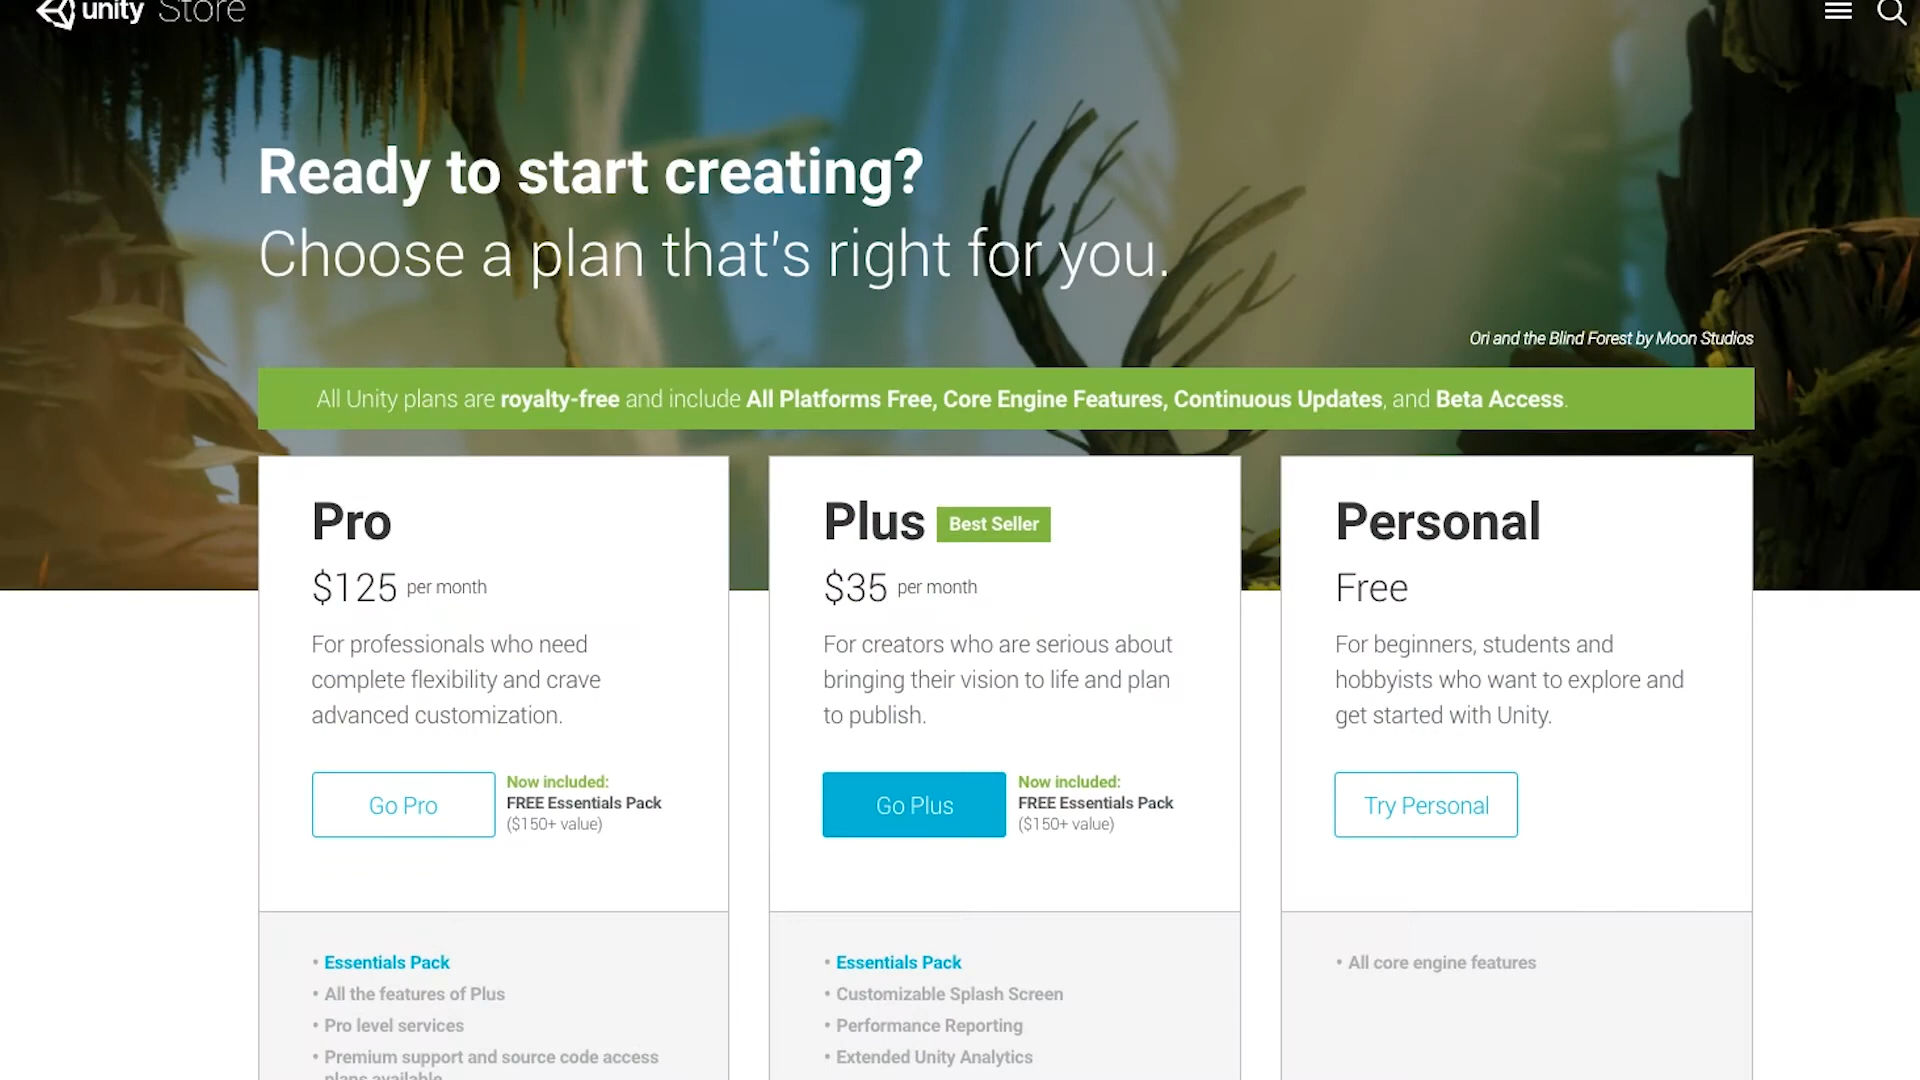 unity Store
Ready to start creating?
Choose a plan that's right for you.
Ori and the Blind Forest by Moon Studios
All Unity plans are royalty-free and include All Platforms Free, Core Engine Features, Continuous Updates, and Beta Access.
Pro
$125 per month
For professionals who need
complete flexibility and crave
advanced customization.
Go Pro
Now included:
FREE Essentials Pack
($150+ value)
• Essentials Pack
• All the features of Plus
• Pro level services
• Premium support and source code access
plans available
Plus Best Seller
$35 per month
For creators who are serious about
bringing their vision to life and plan
to publish.
Go Plus
Now included:
FREE Essentials Pack
($150+ value)
• Essentials Pack
• Customizable Splash Screen
• Performance Reporting
• Extended Unity Analytics
Personal
Free
For beginners, students and
hobbyists who want to explore and
get started with Unity.
Try Personal
• All core engine features